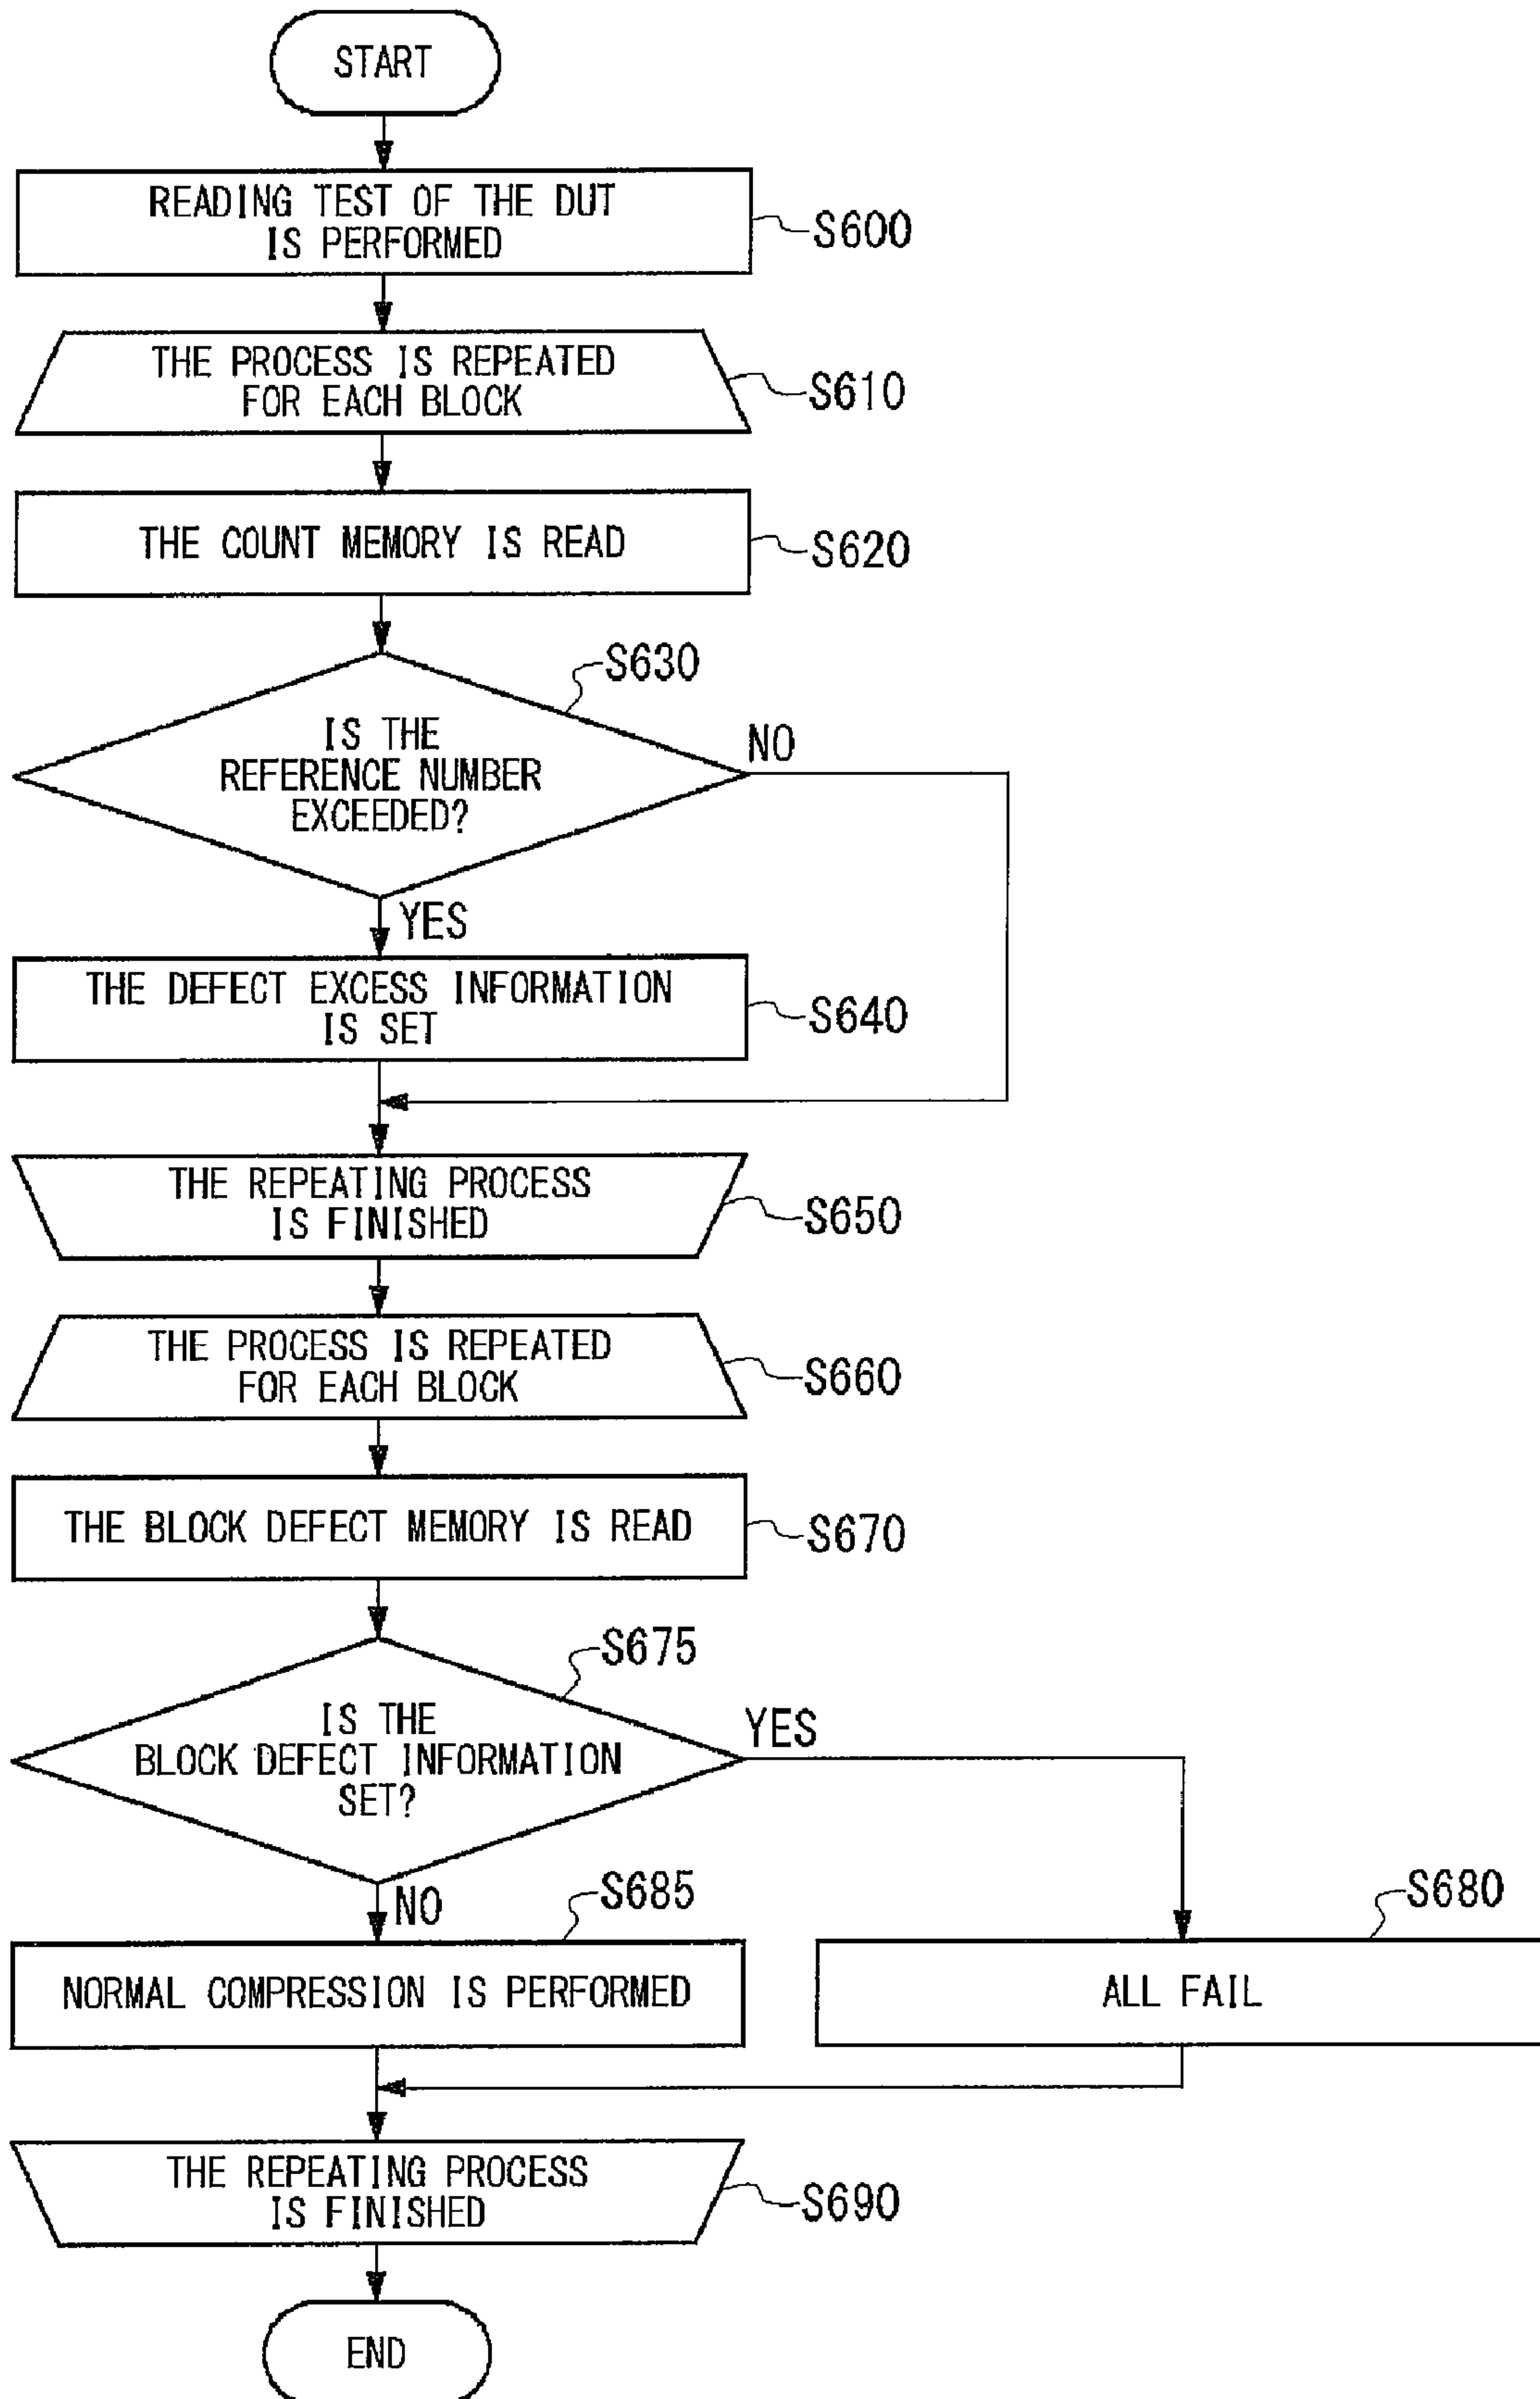 START
READING TEST OF THE DUT
IS PERFORMED
S600
THE PROCESS IS REPEATED
FOR EACH BLOCK
S610
THE COUNT MEMORY IS READ
S620
S630
IS THE
REFERENCE NUMBER
EXCEEDED?
NO
YES
THE DEFECT EXCESS INFORMATION
IS SET
S640
THE REPEATING PROCESS
IS FINISHED
S650
THE PROCESS IS REPEATED
FOR EACH BLOCK
S660
THE BLOCK DEFECT MEMORY IS READ
S670
S675
IS THE
BLOCK DEFECT INFORMATION
SET?
YES
NO
S685
NORMAL COMPRESSION IS PERFORMED
S680
ALL FAIL
THE REPEATING PROCESS
IS FINISHED
S690
END